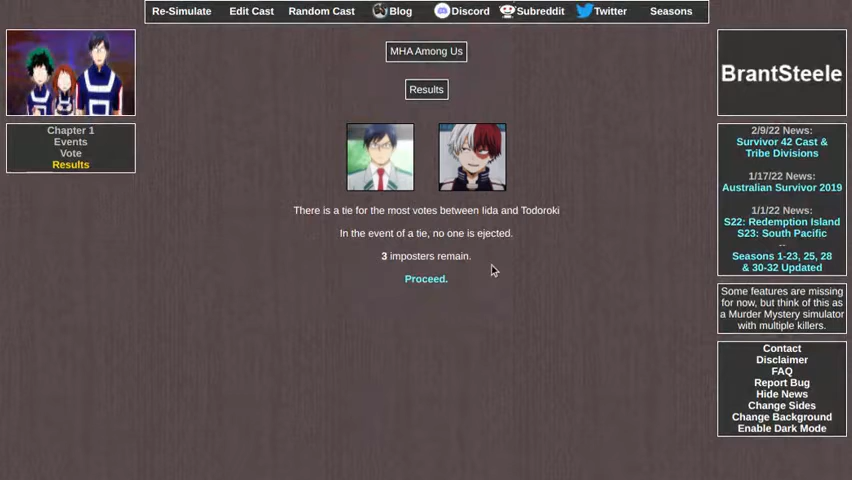 Re-Simulate Edit Cast Random Cast Blog Discord Subreddit Twitter Seasons
MHA Among Us
Results
Chapter 1
Events
Vote
Results
There is a tie for the most votes between Iida and Todoroki
In the event of a tie, no one is ejected.
3 imposters remain.
Proceed.
BrantSteele
2/9/22 News:
Survivor 42 Cast &
Tribe Divisions
1/17/22 News:
Australian Survivor 2019
1/1/22 News:
S22: Redemption Island
S23: South Pacific
--
Seasons 1-23, 25, 28
& 30-32 Updated
Some features are missing
for now, but think of this as
a Murder Mystery simulator
with multiple killers.
Contact
Disclaimer
FAQ
Report Bug
Hide News
Change Sides
Change Background
Enable Dark Mode